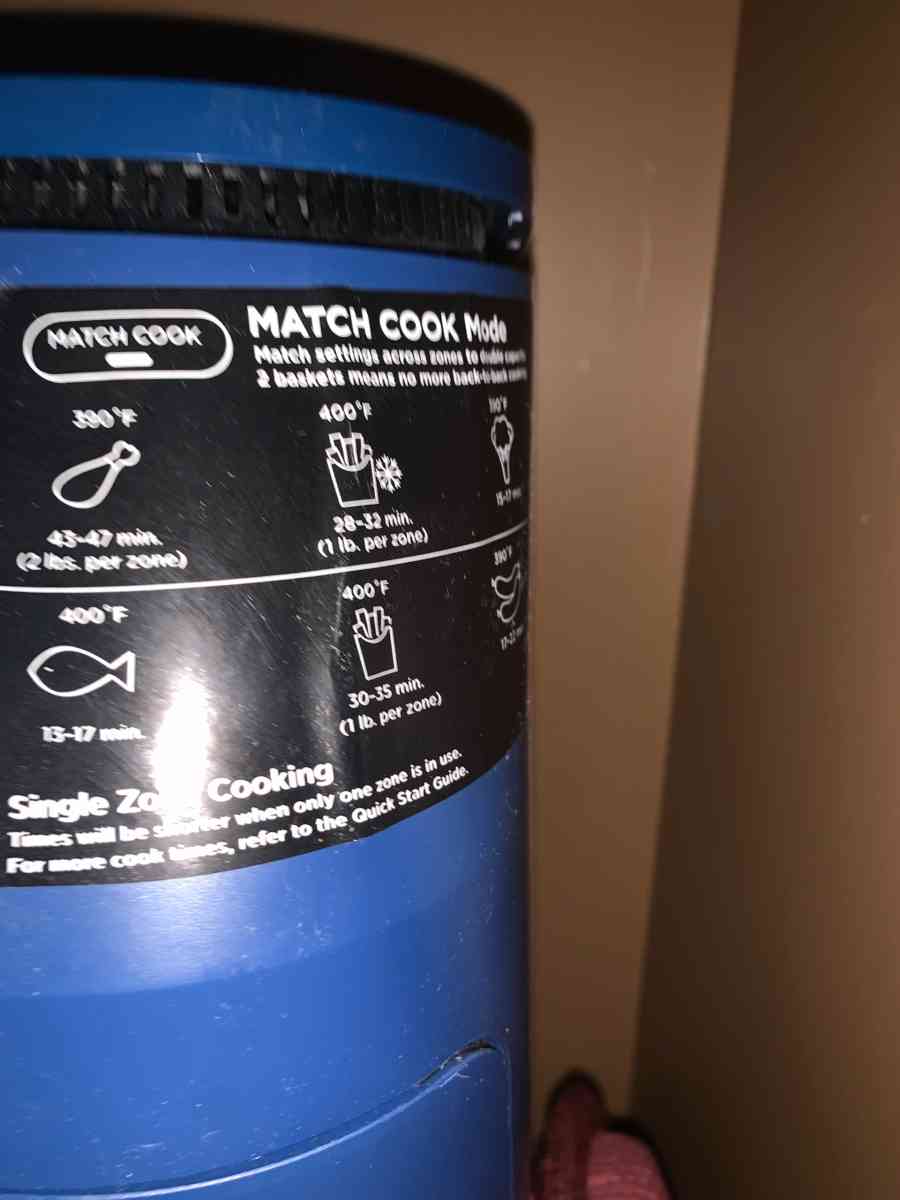 MATCH COOK
MATCH COOK Mode
Match settings across zones to double
2 baskets means no more back-to-back
390°F
400°F
43-47 min.
(2 lbs. per zone)
28-32 min.
(1 lb. per zone)
400°F
400°F
390°F
13-17 min.
30-35 min.
(1 lb. per zone)
Single Cooking
Times will be shorter when only one zone is in use.
For more cook times, refer to the Quick Start Guide.